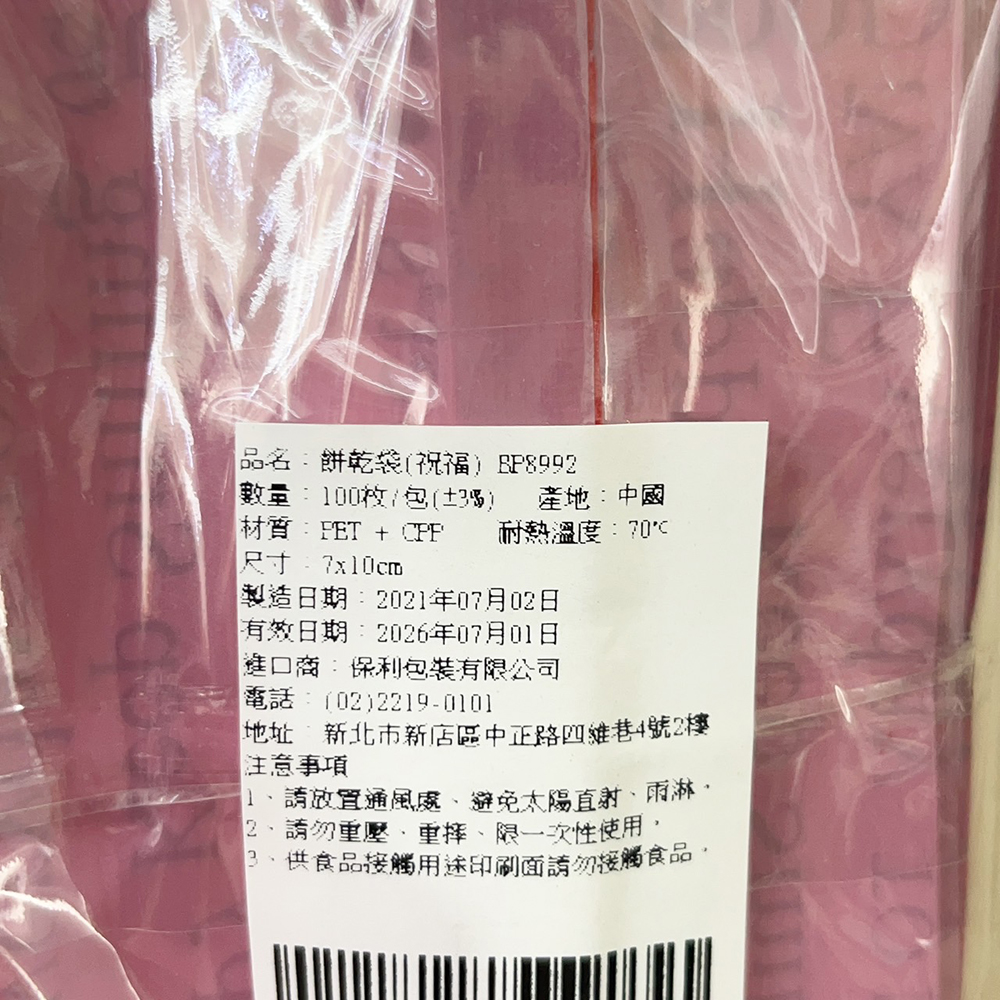 品名：餅乾袋(祝福) BP8992
數量：100枚/包(±3%) 產地：中國
材質：PET + CPP 耐熱溫度：70℃
尺寸：7x10cm
製造日期：2021年07月02日
有效日期：2026年07月01日
進口商：保利包裝有限公司
電話：(02)2219-0101
地址：新北市新店區中正路四維巷4號2樓
注意事項
1、請放置通風處、避免太陽直射、雨淋。
2、請勿重壓、重摔、限一次性使用。
3、供食品接觸用途印刷面請勿接觸食品。